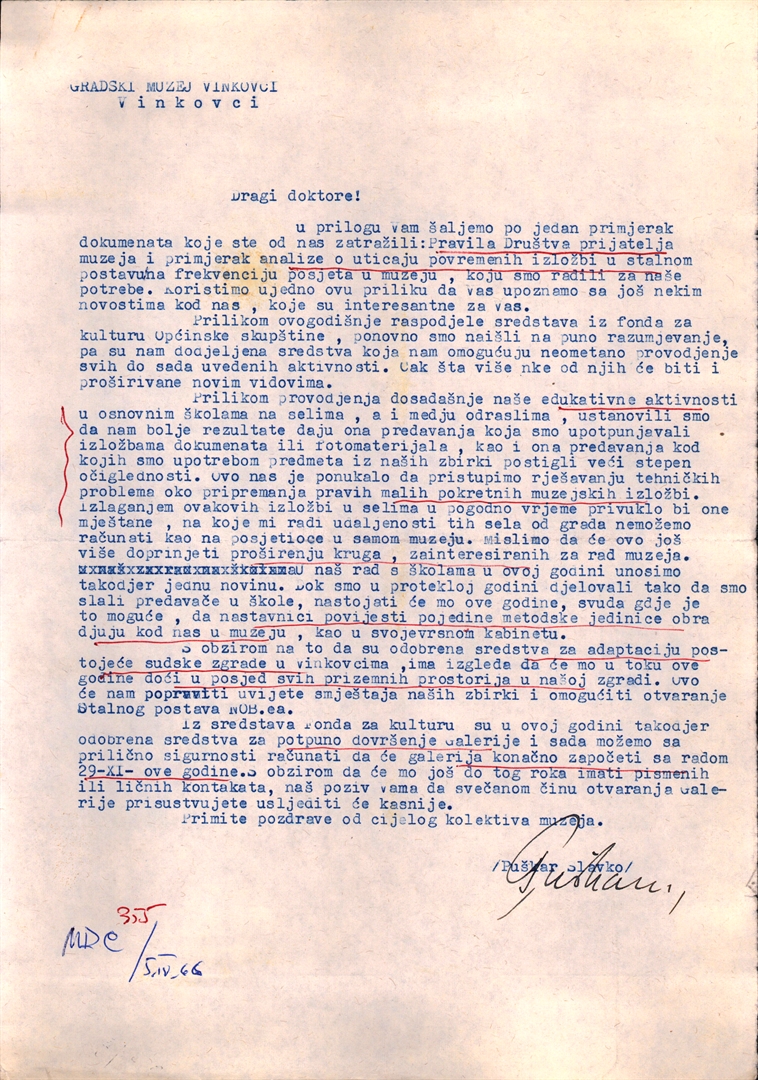 GRADSKI MUZEJ VINKOVCI
V i n k o v c i
Dragi doktore!
u prilogu Vam šaljemo po jedan primjerak
dokumenata koje ste od nas zatražili:Pravila Društva prijatelja
muzeja i primjerak analize o uticaju povremenih izložbi u stalnom
postavu/na frekvenciju posjeta u muzeju , koju smo radili za naše
potrebe. Koristimo ujedno ovu priliku da Vas upoznamo sa još nekim
novostima kod nas , koje su interesantne za Vas.
Prilikom ovogodišnje raspodjele sredstava iz fonda za
kulturu Općinske skupštine , ponovno smo naišli na puno razumjevanje,
pa su nam dodjeljena sredstva koja nam omogućuju neometano provodjenje
svih do sada uvedenih aktivnosti. Čak šta više nke od njih će biti i
proširivane novim vidovima.
Prilikom provodjenja dosadašnje naše edukativne aktivnosti
u osnovnim školama na selima , a i medju odraslima , ustanovili smo
da nam bolje rezultate daju ona predavanja koja smo upotpunjavali
izložbama dokumenata ili fotomaterijala , kao i ona predavanja kod
kojih smo upotrebom predmeta iz naših zbirki postigli veći stepen
očiglednosti. Ovo nas je ponukalo da pristupimo rješavanju tehničkih
problema oko pripremanja pravih malih pokretnih muzejskih izložbi.
Izlaganjem ovakovih izložbi u selima u pogodno vrijeme privuklo bi one
mještane , na koje mi radi udaljenosti tih sela od grada nemožemo
računati kao na posjetioce u samom muzeju. Mislimo da će ovo još
više doprinjeti proširenju kruga , zainteresiranih za rad muzeja.
U naš rad s školama u ovoj godini unosimo
takodjer jednu novinu. Dok smo u protekloj godini djelovali tako da smo
slali predavače u škole, nastojati će mo ove godine, svuda gdje je
to moguće , da nastavnici povijesti pojedine metodske jedinice obra
djuju kod nas u muzeju , kao u svojevrsnom kabinetu.
S obzirom na to da su odobrena sredstva za adaptaciju pos-
tojeće sudske zgrade u Vinkovcima ,ima izgleda da će mo u toku ove
godine doći u posjed svih prizemnih prostorija u našoj zgradi. Ovo
će nam popraviti uvijete smještaja naših zbirki i omogućiti otvaranje
Stalnog postava NOB.ea.
Iz sredstava Fonda za kulturu su u ovoj godini takodjer
odobrena sredstva za potpuno dovršenje Galerije i sada možemo sa
prilično sigurnosti računati da će galerija konačno započeti sa radom
29-XI- ove godine.S obzirom da će mo još do tog roka imati pismenih
ili ličnih kontakata, naš poziv Vama da svečanom činu otvaranja Gale-
rije prisustvujete usljediti će kasnije.
Primite pozdrave od cijelog kolektiva muzeja.
/Puškar Slavko/
Puškar
MDC 355/
5.IV.66